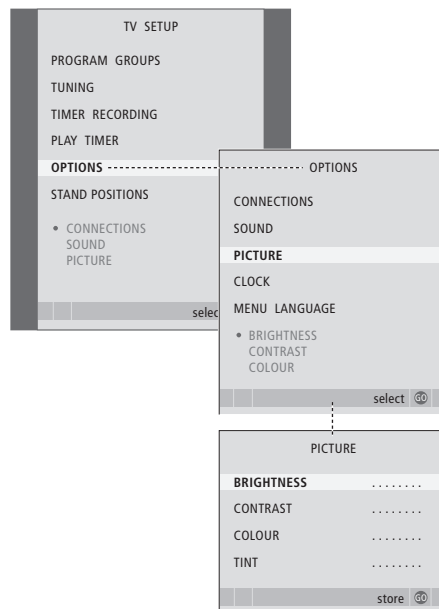 TV SETUP
PROGRAM GROUPS
TUNING
TIMER RECORDING
PLAY TIMER
OPTIONS
STAND POSITIONS
• CONNECTIONS
SOUND
PICTURE
selec
OPTIONS
CONNECTIONS
SOUND
PICTURE
CLOCK
MENU LANGUAGE
• BRIGHTNESS
CONTRAST
COLOUR
select GO
PICTURE
BRIGHTNESS ........
CONTRAST ........
COLOUR ........
TINT ........
store GO